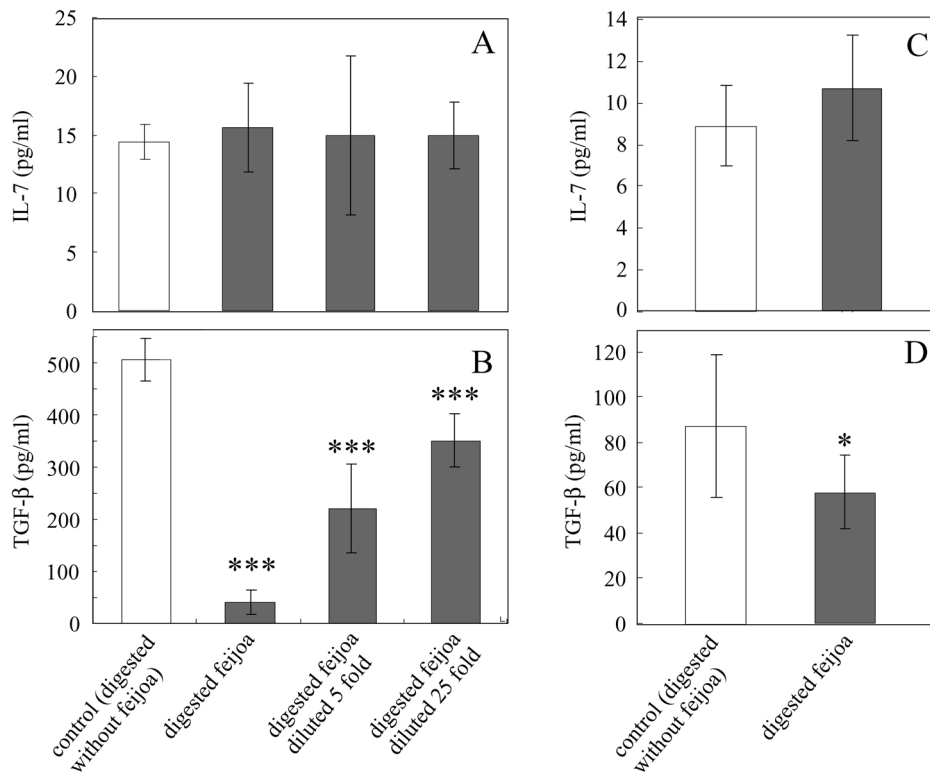 A
25
20
15
10
5
0
IL-7 (pg/ml)
C
14
12
10
8
6
4
2
0
IL-7 (pg/ml)
B
500
400
300
200
100
0
TGF-β (pg/ml)
***
***
***
control (digested
without feijoa)
digested feijoa
digested feijoa
diluted 5 fold
digested feijoa
diluted 25 fold
D
120
100
80
60
40
20
0
TGF-β (pg/ml)
*
control (digested
without feijoa)
digested feijoa